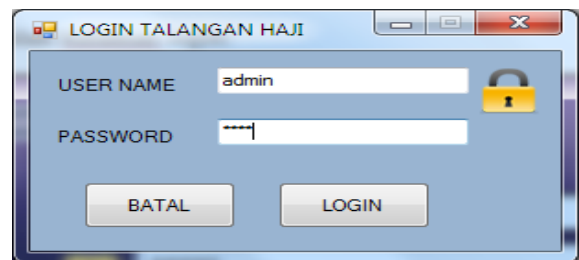 LOGIN TALANGAN HAJI
USER NAME admin
PASSWORD ****
BATAL LOGIN